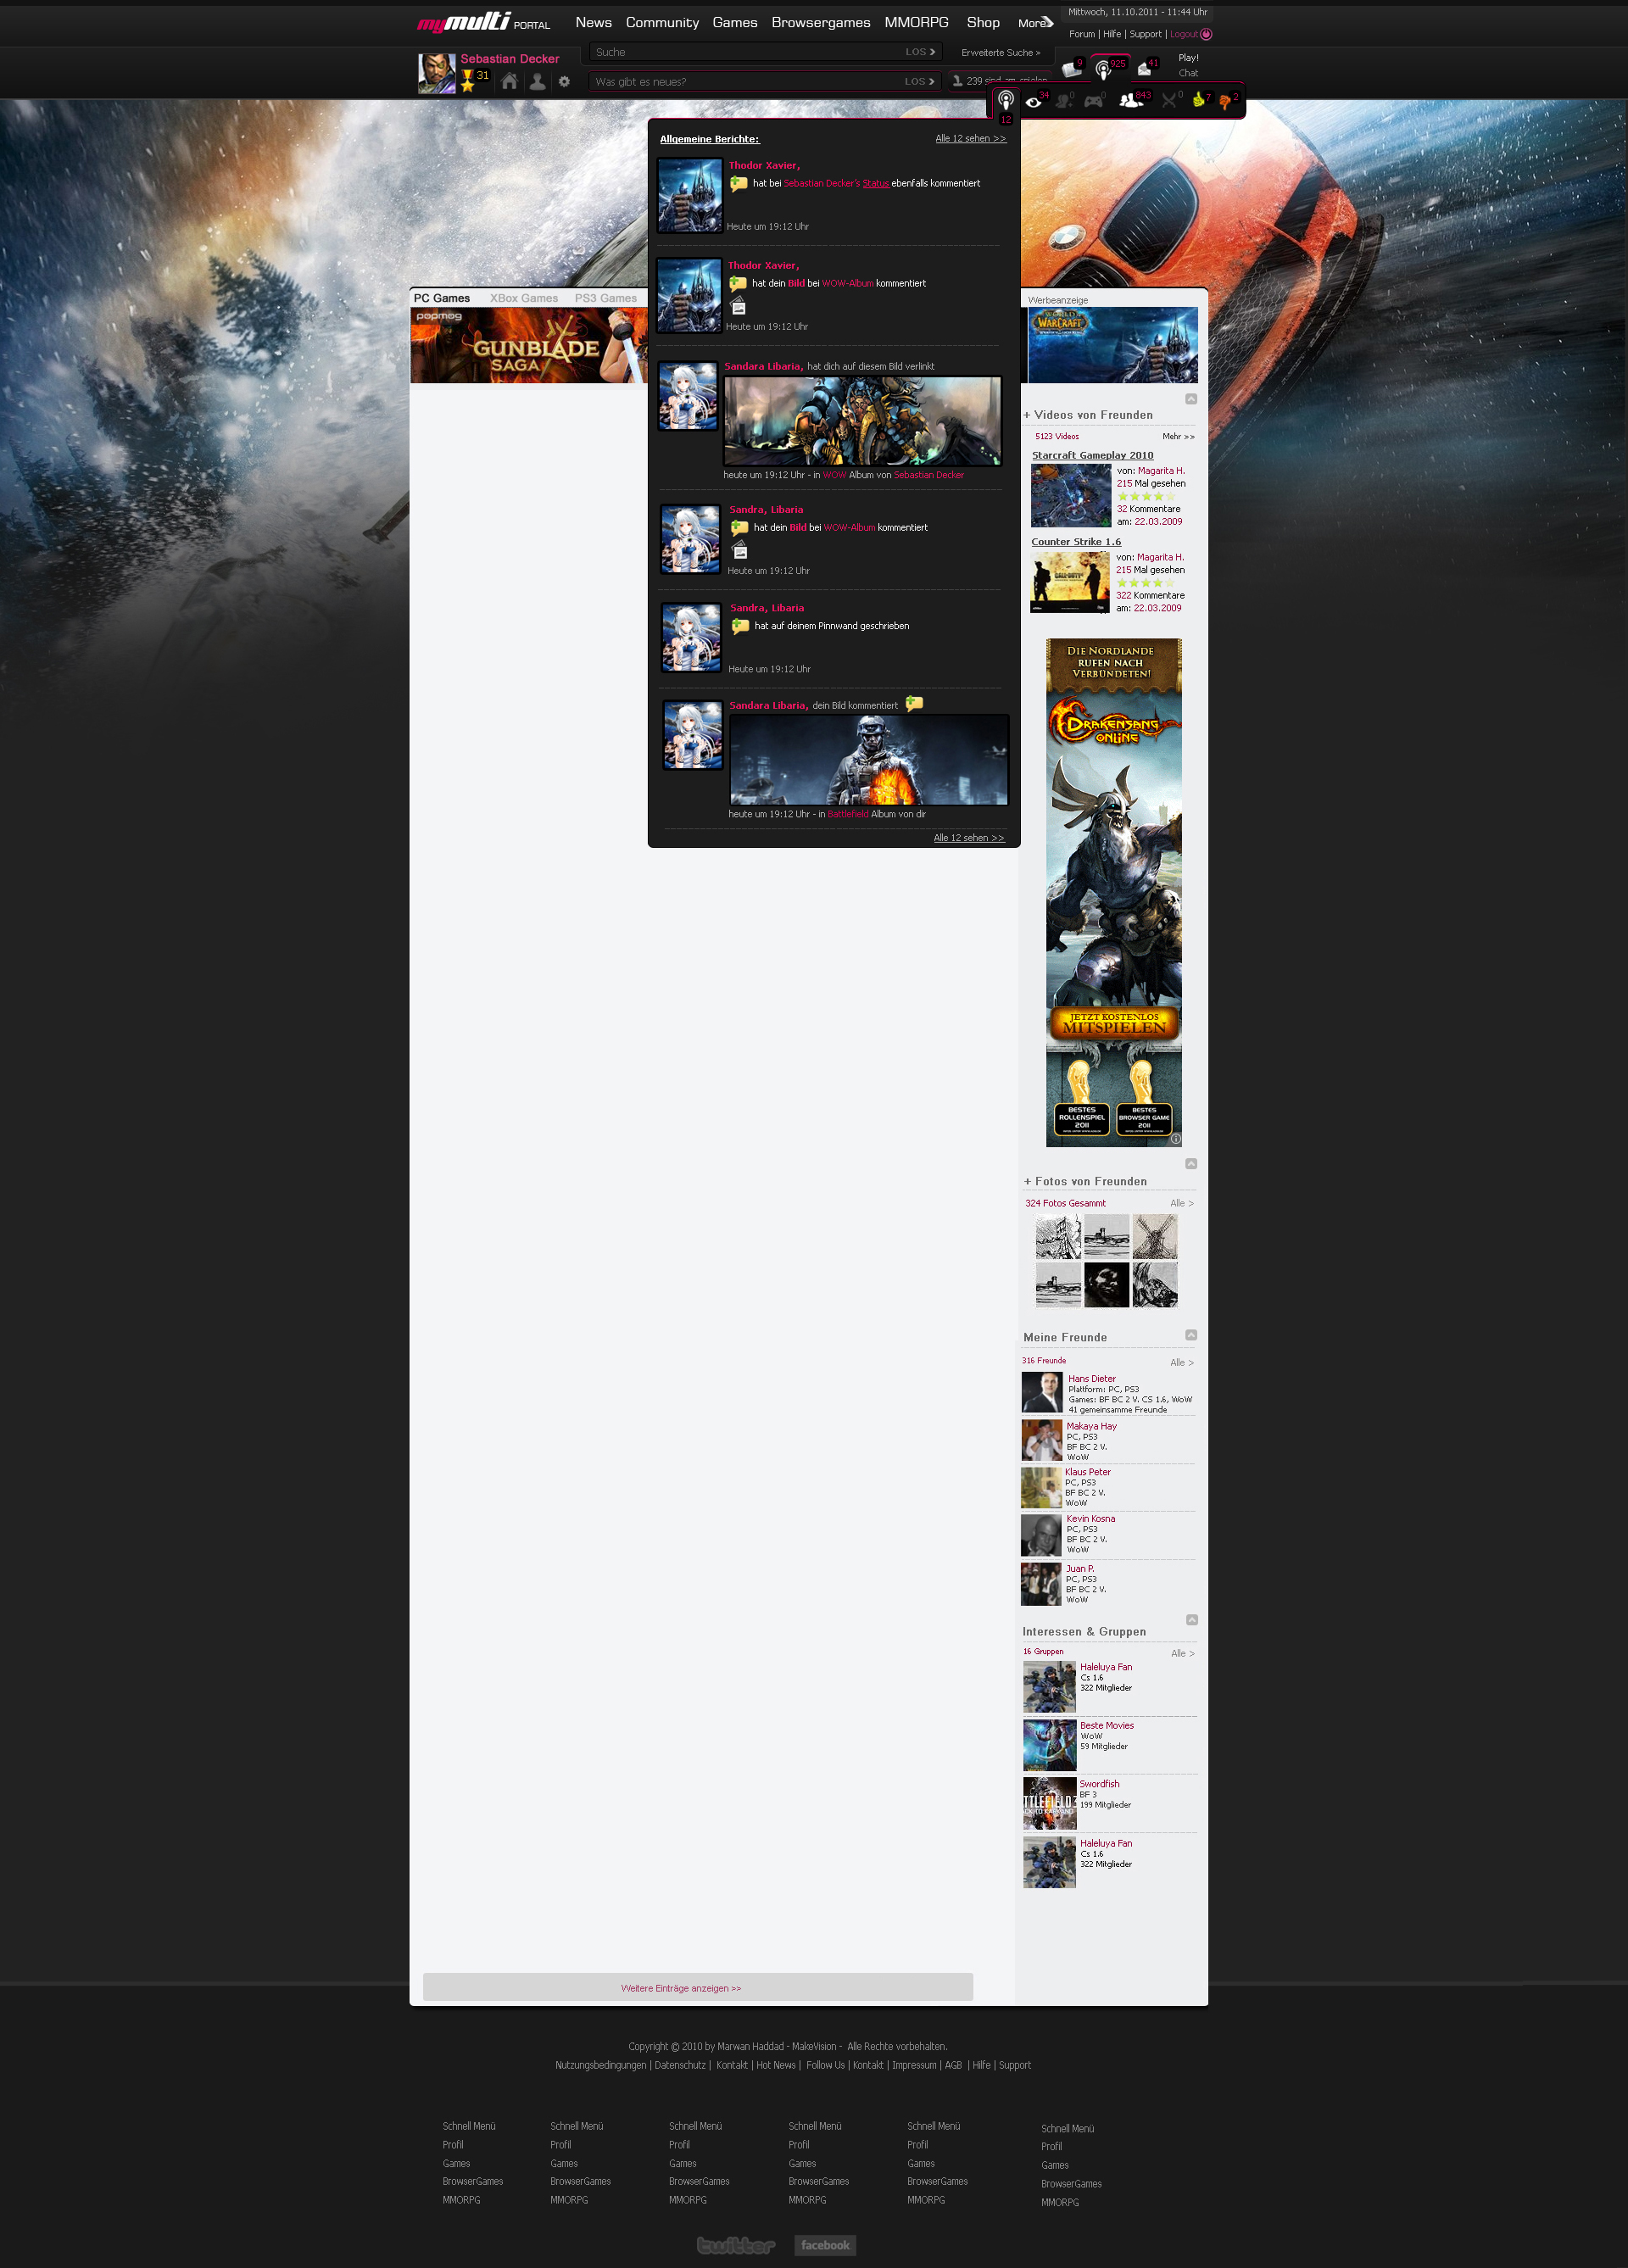 mymulti PORTAL
News Community Games Browsergames MMORPG Shop More
Mittwoch, 11.10.2011 - 11:44 Uhr
Forum | Hilfe | Support | Logout
Suche LOS
Erweiterte Suche »
Sebastian Decker
31
Was gibt es neues? LOS
239 sind am spielen
9 925 41
Play!
Chat
12 34 0 0 843 0 7 2
Allgemeine Berichte: Alle 12 sehen >>
Thodor Xavier,
hat bei Sebastian Decker's Status ebenfalls kommentiert
Heute um 19:12 Uhr
Thodor Xavier,
hat dein Bild bei WOW-Album kommentiert
Heute um 19:12 Uhr
Sandara Libaria, hat dich auf diesem Bild verlinkt
heute um 19:12 Uhr - in WOW Album von Sebastian Decker
Sandra, Libaria
hat dein Bild bei WOW-Album kommentiert
Heute um 19:12 Uhr
Sandra, Libaria
hat auf deinem Pinnwand geschrieben
Heute um 19:12 Uhr
Sandara Libaria, dein Bild kommentiert
heute um 19:12 Uhr - in Battlefield Album von dir
Alle 12 sehen >>
PC Games XBox Games PS3 Games
popmog
GUNBLADE
SAGA
Werbeanzeige
WORLD
WARCRAFT
+ Videos von Freunden
5123 Videos Mehr >>
Starcraft Gameplay 2010
von: Magarita H.
215 Mal gesehen
32 Kommentare
am: 22.03.2009
Counter Strike 1.6
von: Magarita H.
215 Mal gesehen
322 Kommentare
am: 22.03.2009
DIE NORDLANDE
RUFEN NACH
VERBÜNDETEN!
DRAKENSANG
ONLINE
JETZT KOSTENLOS
MITSPIELEN
BESTES
ROLLENSPIEL
2011
BESTES
BROWSER GAME
2011
+ Fotos von Freunden
324 Fotos Gesammt Alle >
Meine Freunde
316 Freunde Alle >
Hans Dieter
Plattform: PC, PS3
Games: BF BC 2 V. CS 1.6, WoW
41 gemeinsamme Freunde
Makaya Hay
PC, PS3
BF BC 2 V.
WoW
Klaus Peter
PC, PS3
BF BC 2 V.
WoW
Kevin Kosna
PC, PS3
BF BC 2 V.
WoW
Juan P.
PC, PS3
BF BC 2 V.
WoW
Interessen & Gruppen
16 Gruppen Alle >
Haleluya Fan
Cs 1.6
322 Mitglieder
Beste Movies
WoW
59 Mitglieder
Swordfish
BF 3
199 Mitglieder
Haleluya Fan
Cs 1.6
322 Mitglieder
Weitere Einträge anzeigen >>
Copyright © 2010 by Marwan Haddad - MakeVision - Alle Rechte vorbehalten.
Nutzungsbedingungen | Datenschutz | Kontakt | Hot News | Follow Us | Kontakt | Impressum | AGB | Hilfe | Support
Schnell Menü Schnell Menü Schnell Menü Schnell Menü Schnell Menü Schnell Menü
Profil Profil Profil Profil Profil Profil
Games Games Games Games Games Games
BrowserGames BrowserGames BrowserGames BrowserGames BrowserGames BrowserGames
MMORPG MMORPG MMORPG MMORPG MMORPG MMORPG
twitter facebook